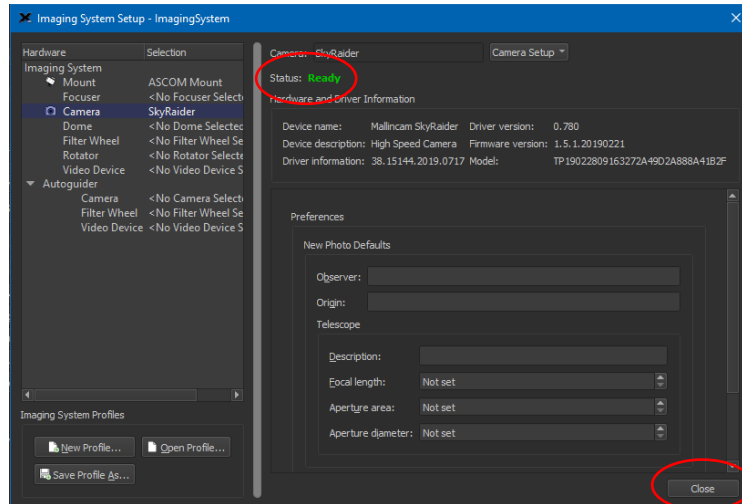 Imaging System Setup - ImagingSystem
Hardware Selection
Imaging System
Mount ASCOM Mount
Focuser <No Focuser Select
Camera SkyRaider
Dome <No Dome Selected
Filter Wheel <No Filter Wheel Se
Rotator <No Rotator Selecte
Video Device <No Video Device S
Autoguider
Camera <No Camera Select
Filter Wheel <No Filter Wheel Se
Video Device <No Video Device S
Imaging System Profiles
New Profile...
Open Profile...
Save Profile As...
Camera: SkyRaider
Camera Setup
Status: Ready
Hardware and Driver Information
Device name: Mallincam SkyRaider Driver version: 0.780
Device description: High Speed Camera Firmware version: 1.5.1.20190221
Driver information: 38.15144.2019.0717 Model: TP19022809163272A49D2A888A41B2F
Preferences
New Photo Defaults
Observer:
Origin:
Telescope
Description:
Focal length: Not set
Aperture area: Not set
Aperture diameter: Not set
Close